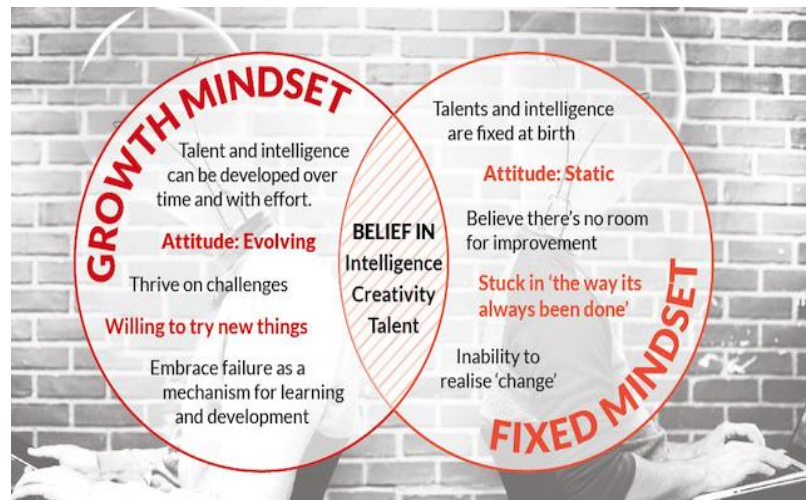 GROWTH MINDSET
Talent and intelligence
can be developed over
time and with effort.
Attitude: Evolving
Thrive on challenges
Willing to try new things
Embrace failure as a
mechanism for learning
and development
BELIEF IN
Intelligence
Creativity
Talent
Talents and intelligence
are fixed at birth
Attitude: Static
Believe there's no room
for improvement
Stuck in 'the way its
always been done'
Inability to
realise 'change'
FIXED MINDSET